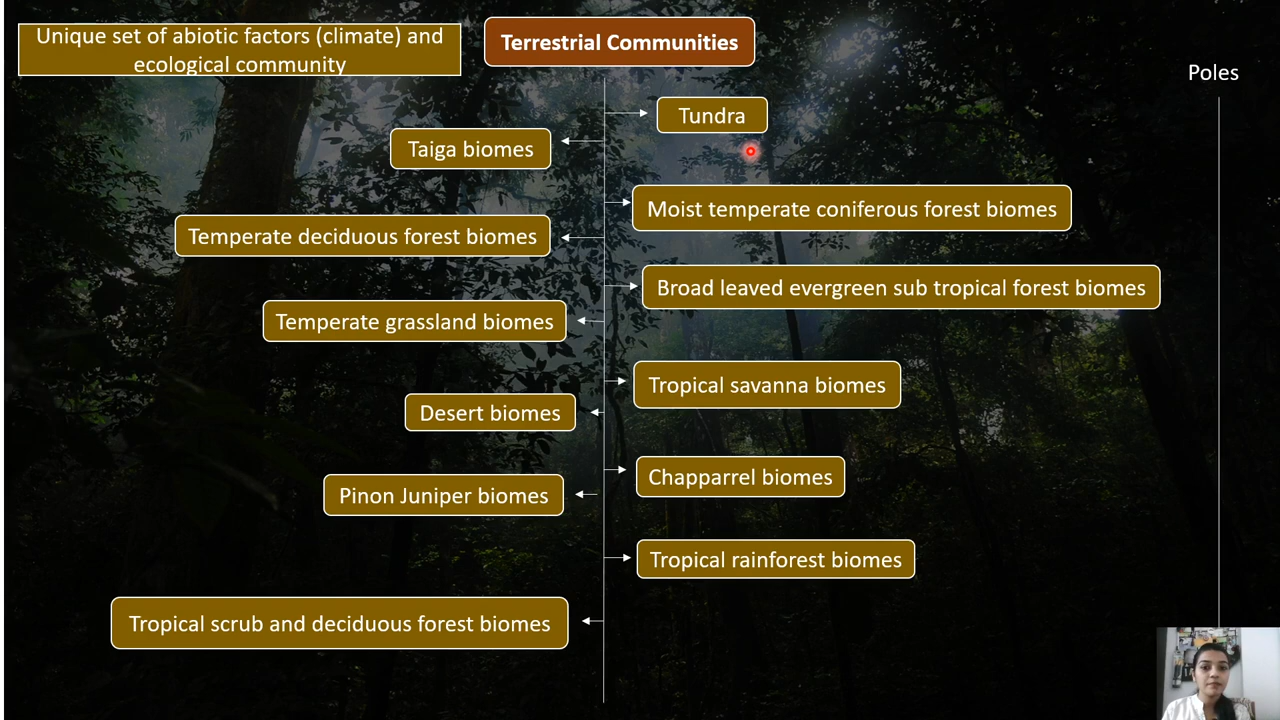 Unique set of abiotic factors (climate) and
ecological community
Terrestrial Communities
Poles
Tundra
Taiga biomes
Moist temperate coniferous forest biomes
Temperate deciduous forest biomes
Broad leaved evergreen sub tropical forest biomes
Temperate grassland biomes
Tropical savanna biomes
Desert biomes
Chapparrel biomes
Pinon Juniper biomes
Tropical rainforest biomes
Tropical scrub and deciduous forest biomes